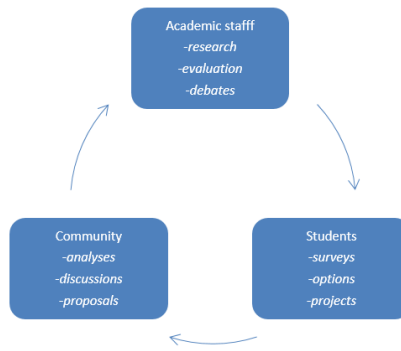 Academic stafff
-research
-evaluation
-debates
Community
-analyses
-discussions
-proposals
Students
-surveys
-options
-projects